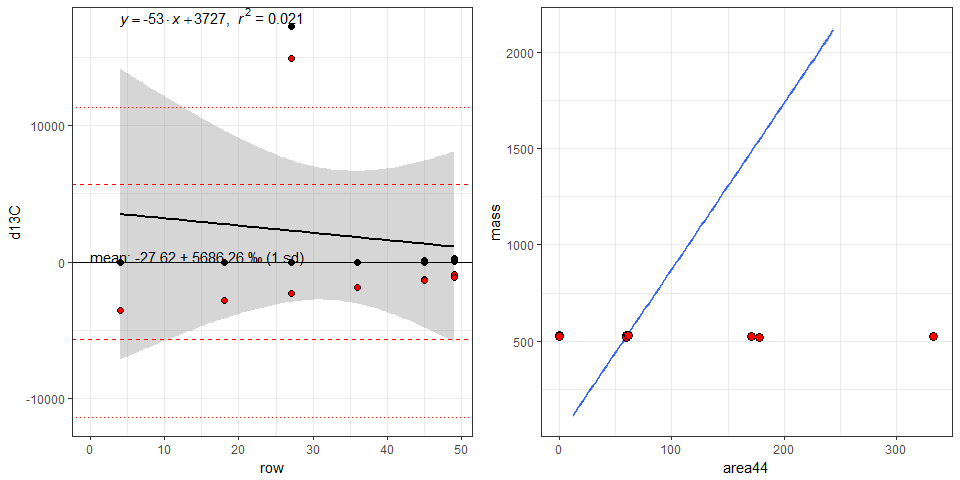 y = -53 · x + 3727, r² = 0.021
10000
mean: -27.62 + 5686.26 ‰ (1 sd)
0
-10000
d13C
0 10 20 30 40 50
row
2000
1500
1000
500
mass
0 100 200 300
area44